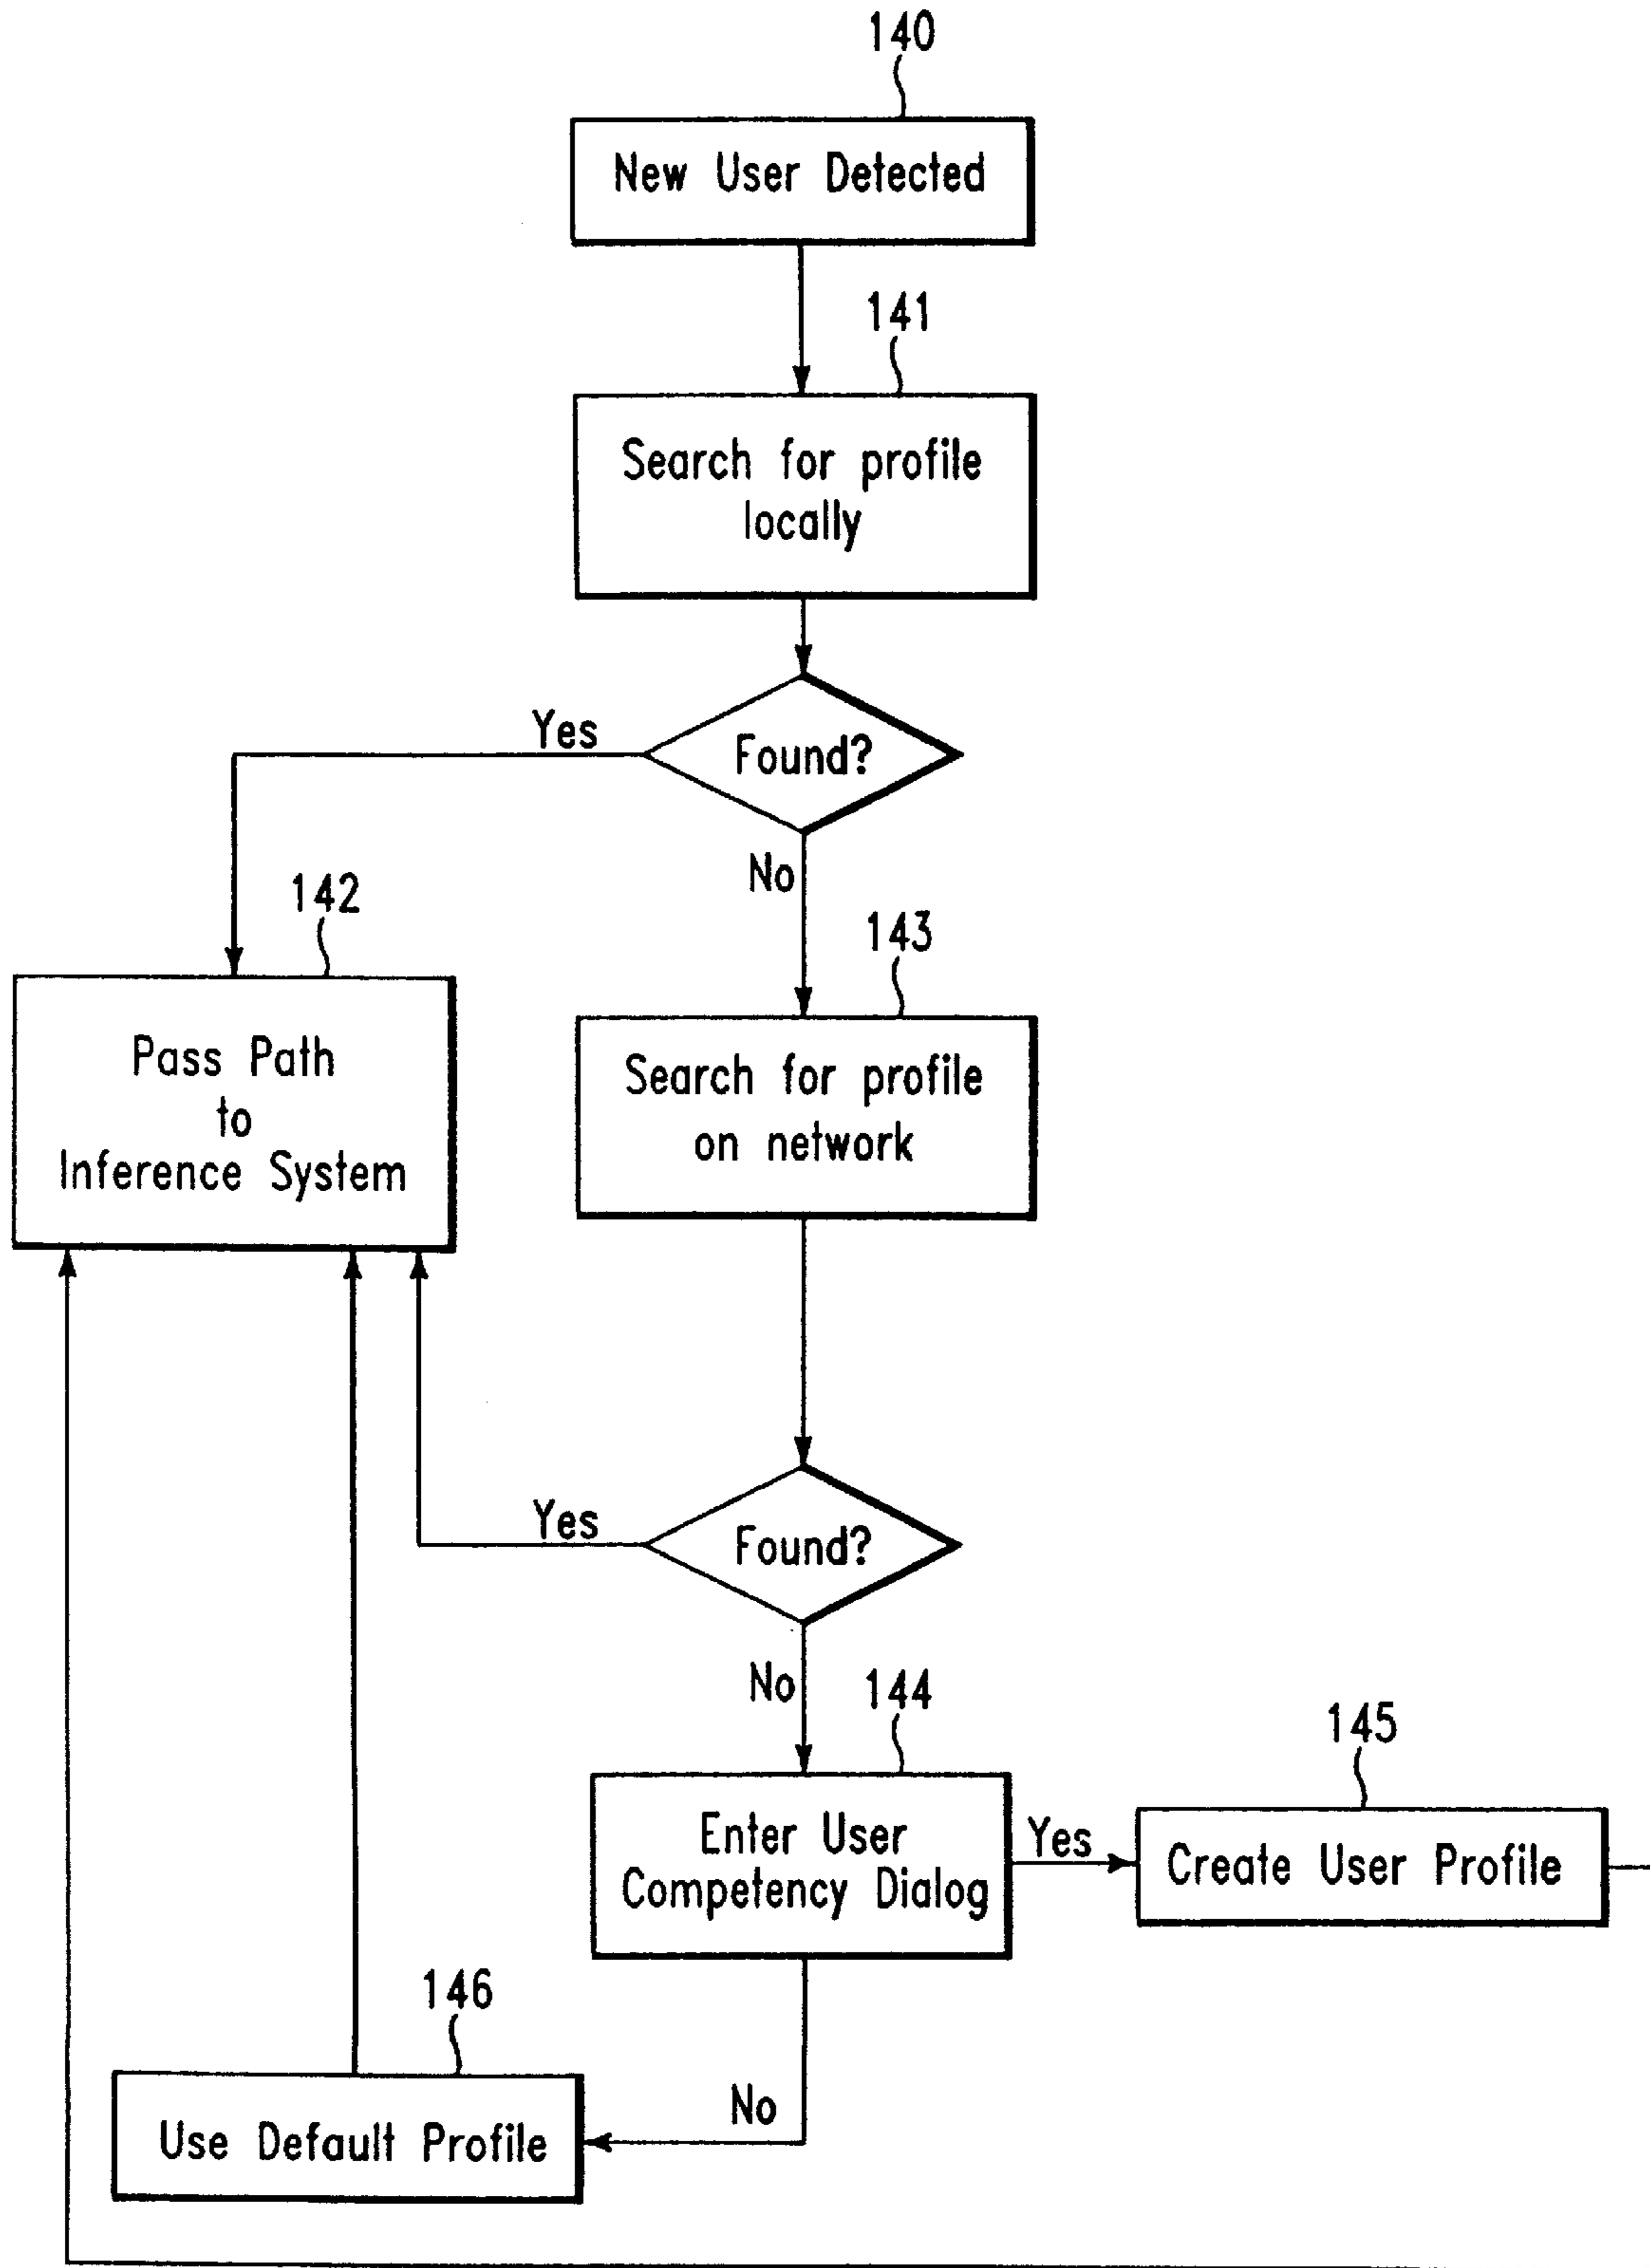 140
New User Detected
141
Search for profile
locally
Yes
Found?
No
142
143
Pass Path
to
Inference System
Search for profile
on network
Yes
Found?
No
144
145
Enter User
Competency Dialog
Yes
Create User Profile
146
No
Use Default Profile